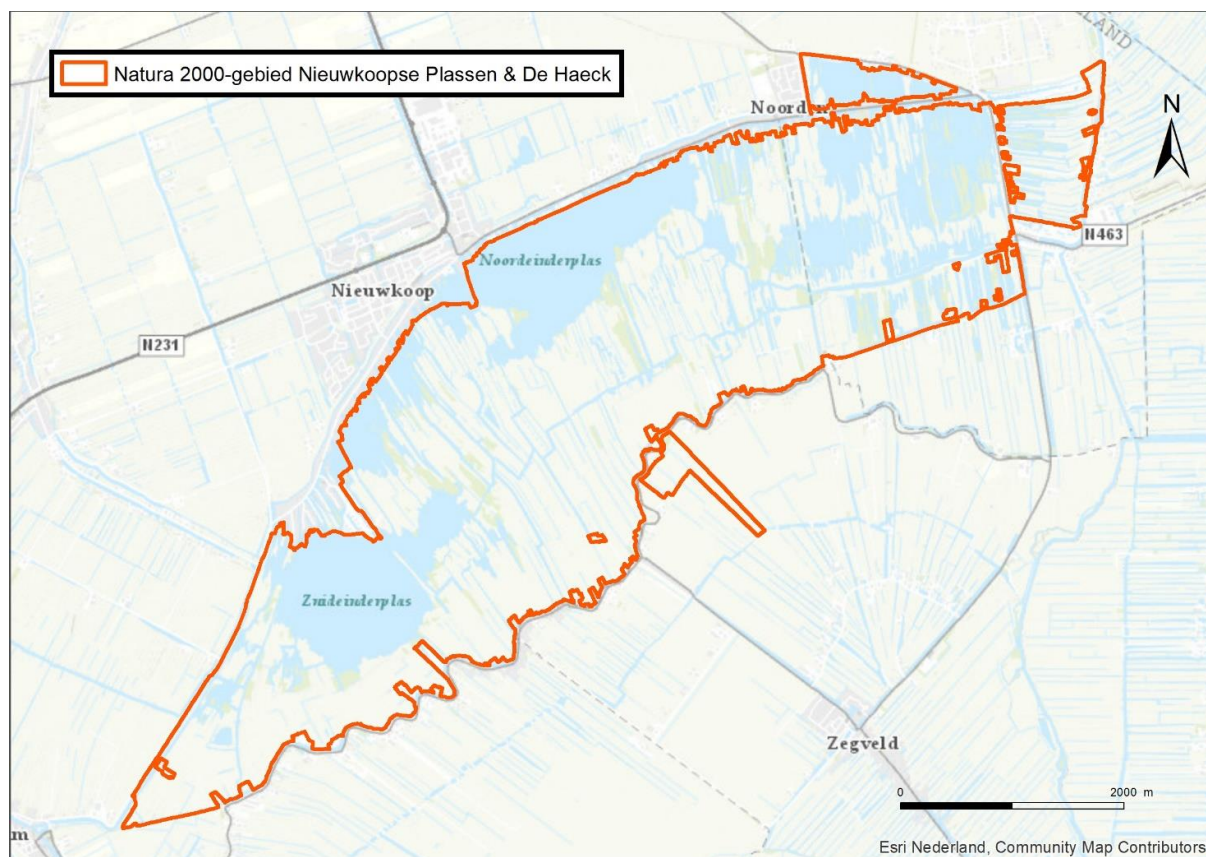 LAND
Natura 2000-gebied Nieuwkoopse Plassen & De Haeck
N
N463
Noordeinderplas
Nieuwkoop
N231
Zuideinderplas
Zegveld
0 2000 m
m
Esri Nederland, Community Map Contributors